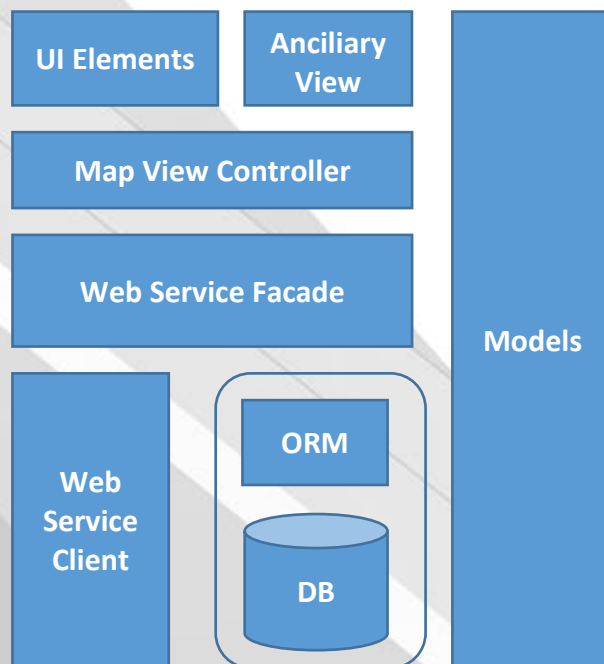 UI Elements
Anciliary
View
Map View Controller
Web Service Facade
Models
Web
Service
Client
ORM
DB